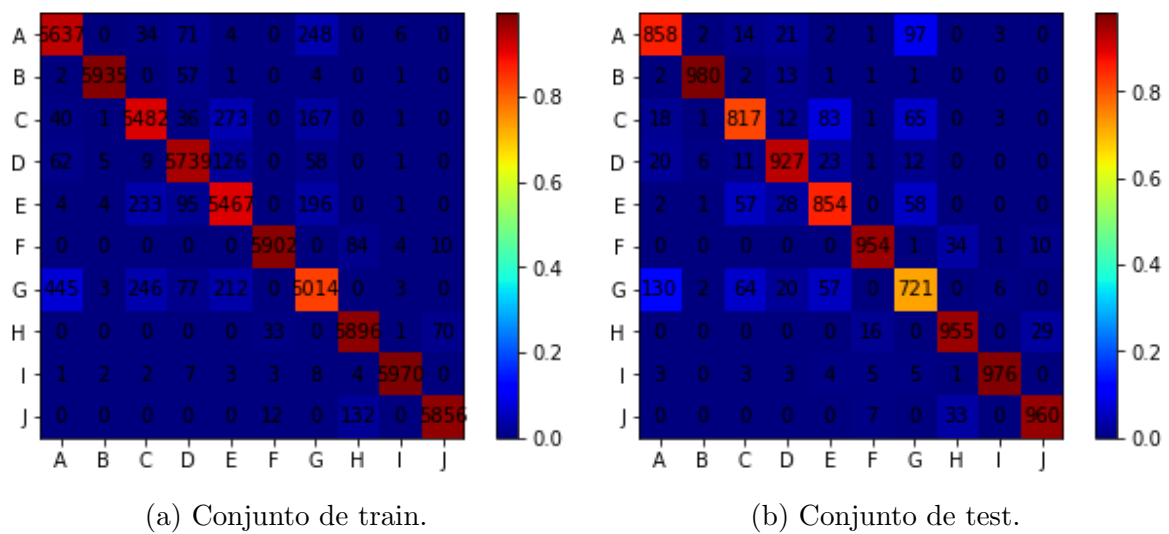 A 5637 0 34 71 4 0 248 0 6 0
B 2 5935 0 57 1 0 4 0 1 0
C 40 1 5482 36 273 0 167 0 1 0
D 62 5 9 5739 126 0 58 0 1 0
E 4 4 233 95 5467 0 196 0 1 0
F 0 0 0 0 0 5902 0 84 4 10
G 445 3 246 77 212 0 5014 0 3 0
H 0 0 0 0 0 33 0 5896 1 70
I 1 2 2 7 3 3 8 4 5970 0
J 0 0 0 0 0 12 0 132 0 5856
A B C D E F G H I J
0.8
0.6
0.4
0.2
0.0
(a) Conjunto de train.
A 858 2 14 21 2 1 97 0 3 0
B 2 980 2 13 1 1 1 0 0 0
C 18 1 817 12 83 1 65 0 3 0
D 20 6 11 927 23 1 12 0 0 0
E 2 1 57 28 854 0 58 0 0 0
F 0 0 0 0 0 954 1 34 1 10
G 130 2 64 20 57 0 721 0 6 0
H 0 0 0 0 0 16 0 955 0 29
I 3 0 3 3 4 5 5 1 976 0
J 0 0 0 0 0 7 0 33 0 960
A B C D E F G H I J
0.8
0.6
0.4
0.2
0.0
(b) Conjunto de test.